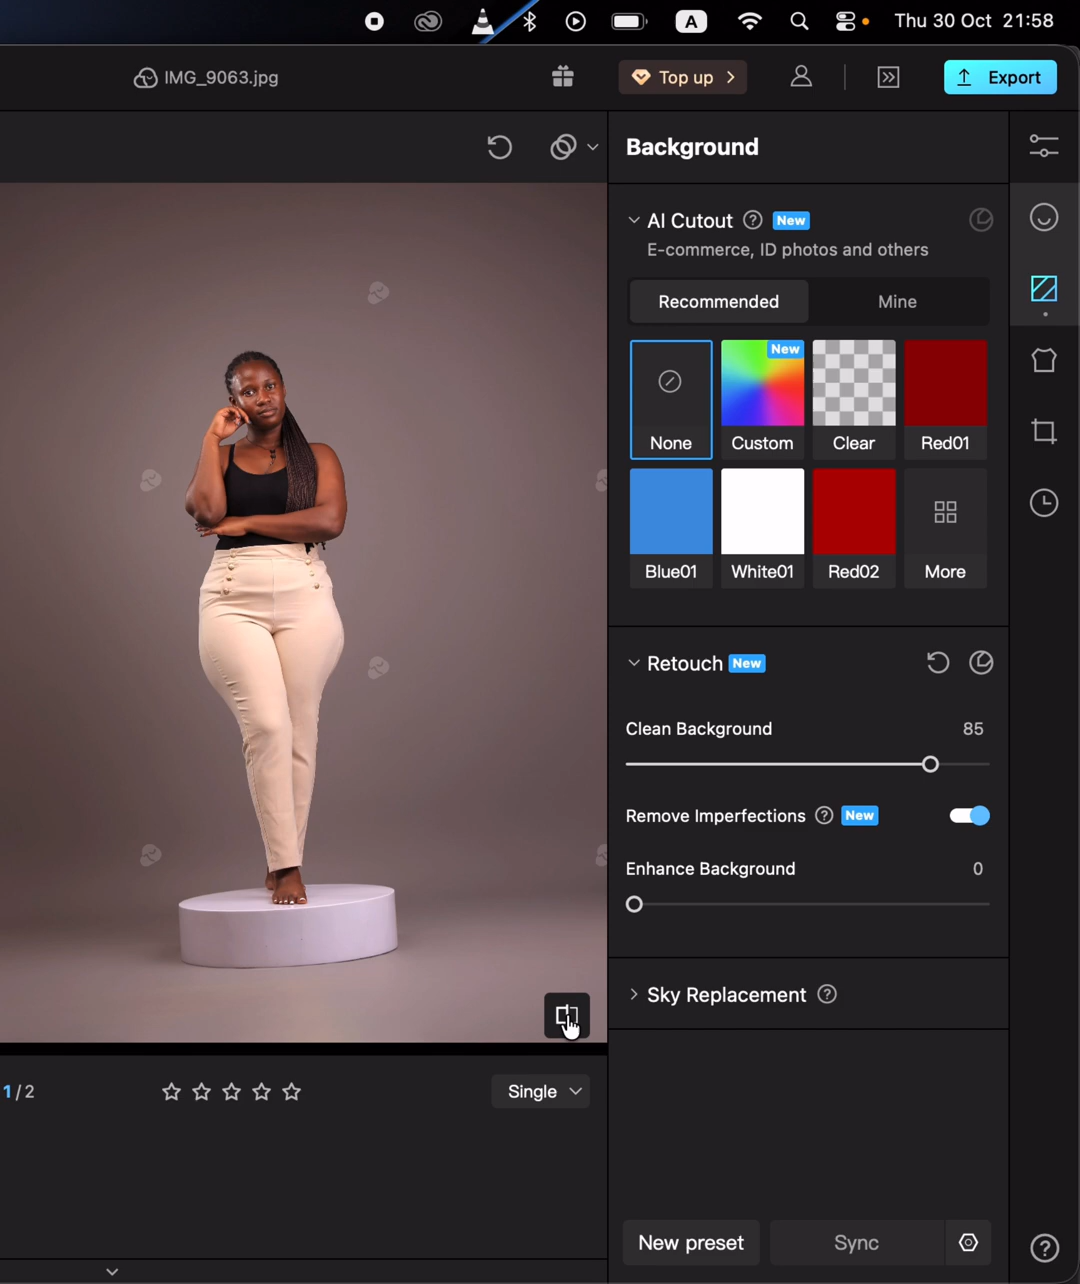 A
Thu 30 Oct 21:58
IMG_9063.jpg
Top up
Export
Background
AI Cutout
New
E-commerce, ID photos and others
Recommended
Mine
New
None
Custom
Clear
Red01
Blue01
White01
Red02
More
Retouch
New
Clean Background
85
Remove Imperfections
New
Enhance Background
0
Sky Replacement
1/2
Single
New preset
Sync